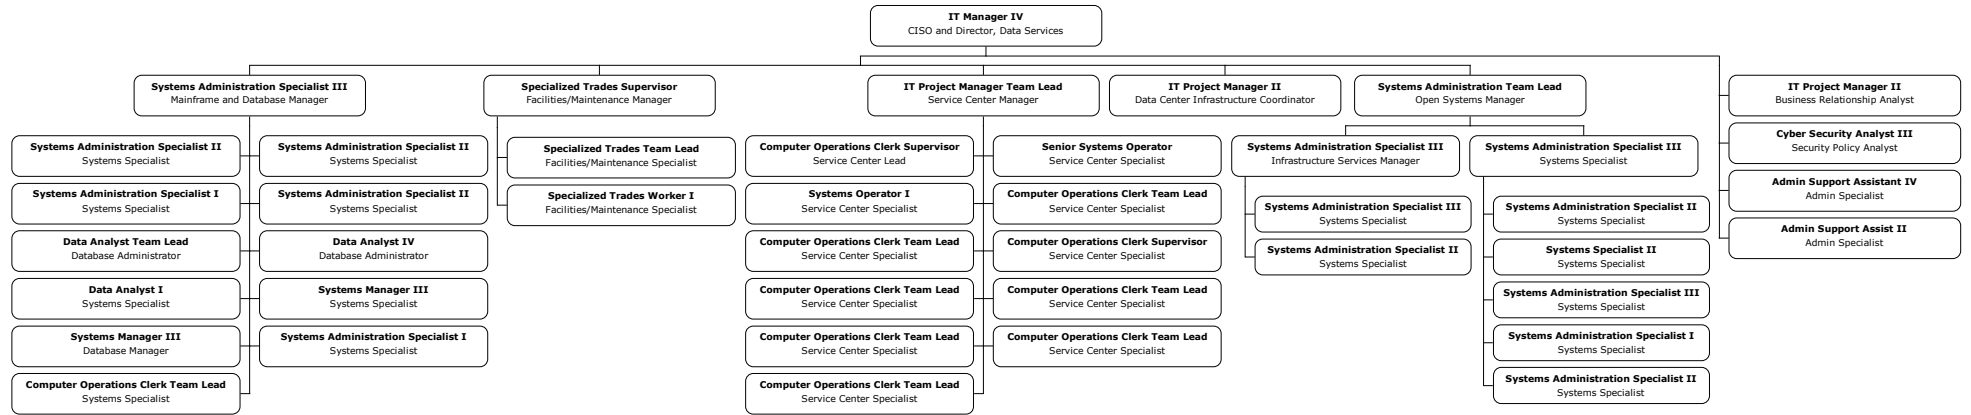 IT Manager IV
CISO and Director, Data Services
Systems Administration Specialist III
Mainframe and Database Manager
Specialized Trades Supervisor
Facilities/Maintenance Manager
IT Project Manager Team Lead
Service Center Manager
IT Project Manager II
Data Center Infrastructure Coordinator
Systems Administration Team Lead
Open Systems Manager
IT Project Manager II
Business Relationship Analyst
Systems Administration Specialist II
Systems Specialist
Systems Administration Specialist II
Systems Specialist
Systems Administration Specialist I
Systems Specialist
Systems Administration Specialist II
Systems Specialist
Data Analyst Team Lead
Database Administrator
Data Analyst IV
Database Administrator
Data Analyst I
Systems Specialist
Systems Manager III
Systems Specialist
Systems Manager III
Database Manager
Systems Administration Specialist I
Systems Specialist
Computer Operations Clerk Team Lead
Systems Specialist
Specialized Trades Team Lead
Facilities/Maintenance Specialist
Specialized Trades Worker I
Facilities/Maintenance Specialist
Computer Operations Clerk Supervisor
Service Center Lead
Senior Systems Operator
Service Center Specialist
Systems Operator I
Service Center Specialist
Computer Operations Clerk Team Lead
Service Center Specialist
Computer Operations Clerk Team Lead
Service Center Specialist
Computer Operations Clerk Supervisor
Service Center Specialist
Computer Operations Clerk Team Lead
Service Center Specialist
Computer Operations Clerk Team Lead
Service Center Specialist
Computer Operations Clerk Team Lead
Service Center Specialist
Computer Operations Clerk Team Lead
Service Center Specialist
Computer Operations Clerk Team Lead
Service Center Specialist
Systems Administration Specialist III
Infrastructure Services Manager
Systems Administration Specialist III
Systems Specialist
Systems Administration Specialist II
Systems Specialist
Systems Administration Specialist III
Systems Specialist
Systems Administration Specialist II
Systems Specialist
Systems Specialist II
Systems Specialist
Systems Administration Specialist III
Systems Specialist
Systems Administration Specialist I
Systems Specialist
Systems Administration Specialist II
Systems Specialist
Cyber Security Analyst III
Security Policy Analyst
Admin Support Assistant IV
Admin Specialist
Admin Support Assist II
Admin Specialist